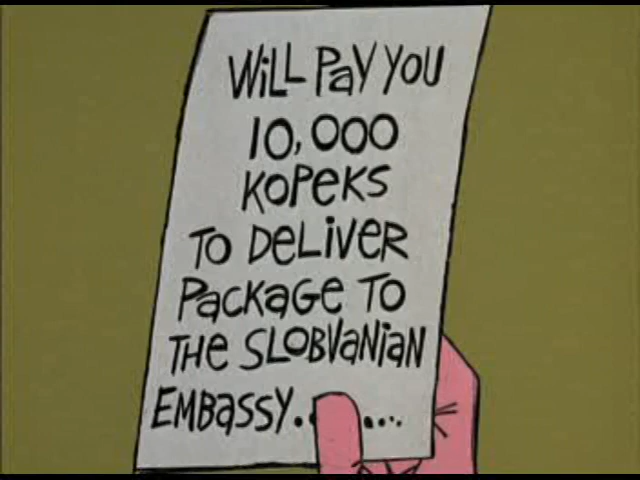 WiLL PaY YOU
10,000
KOPeKS
TO DeLiVeR
PacKaGe TO
THe SLOBVaNiaN
EMBaSSY.......